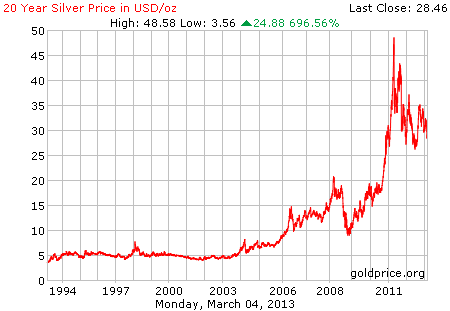 20 Year Silver Price in USD/oz Last Close: 28.46
High: 48.58 Low: 3.56 24.88 696.56%
50
45
40
35
30
25
20
15
10
5
0
goldprice.org
1994 1997 2000 2003 2006 2008 2011
Monday, March 04, 2013